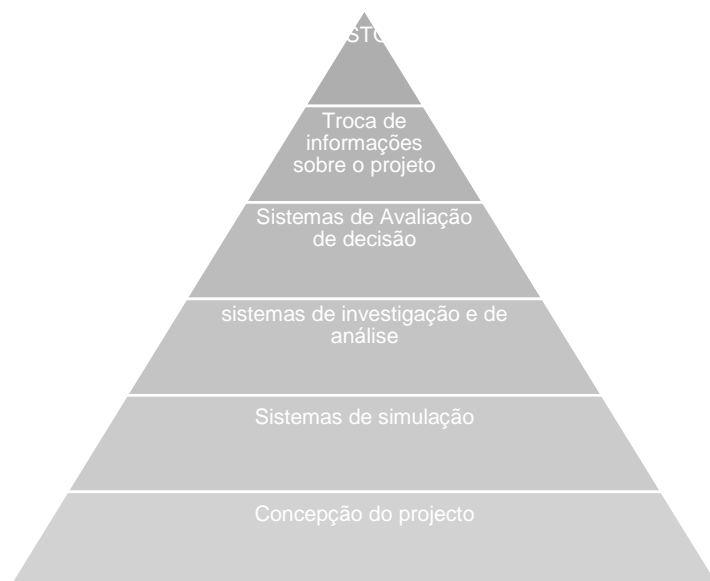 STO
Troca de
informações
sobre o projeto
Sistemas de Avaliação
de decisão
sistemas de investigação e de
análise
Sistemas de simulação
Concepção do projecto